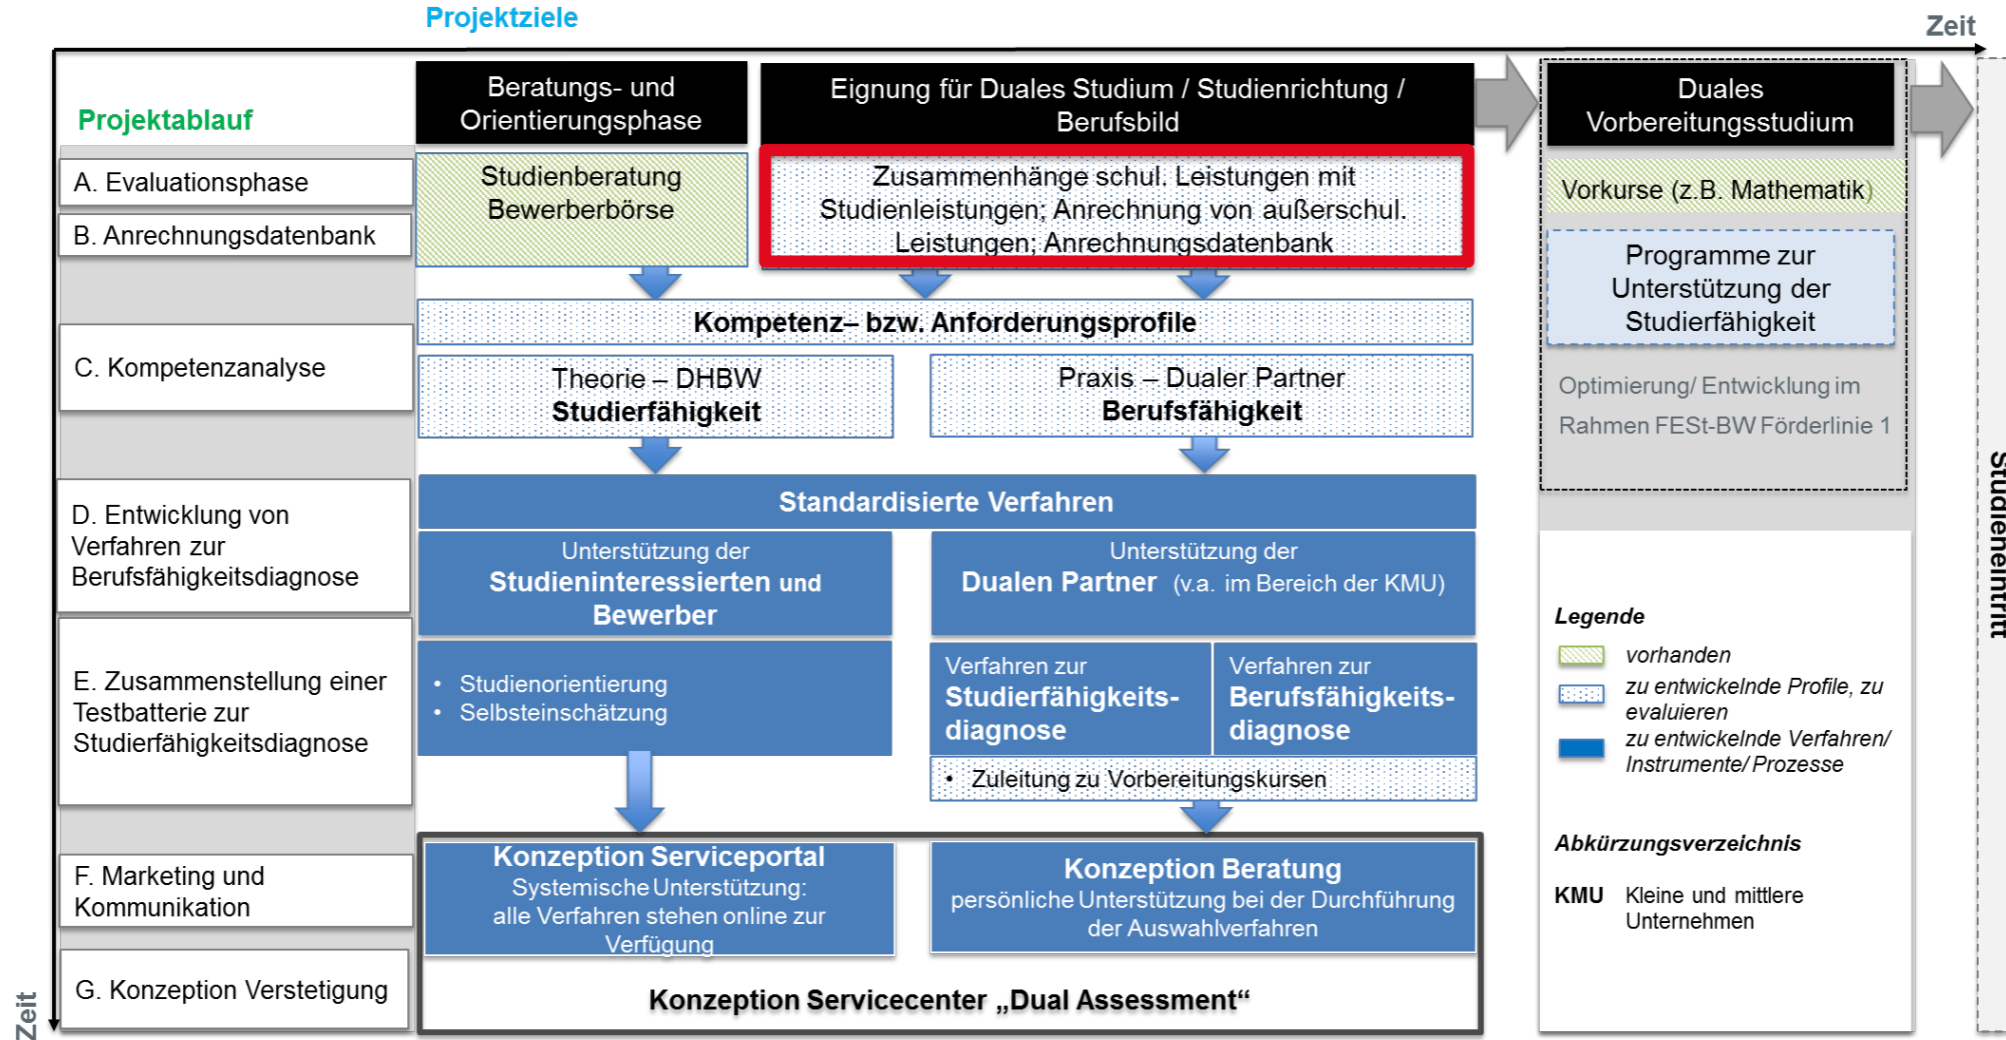 Projektziele
Zeit
Projektablauf
Beratungs- und
Orientierungsphase
Eignung für Duales Studium / Studienrichtung /
Berufsbild
Duales
Vorbereitungsstudium
A. Evaluationsphase
B. Anrechnungsdatenbank
Studienberatung
Bewerberbörse
Zusammenhänge schul. Leistungen mit
Studienleistungen; Anrechnung von außerschul.
Leistungen; Anrechnungsdatenbank
Vorkurse (z.B. Mathematik)
Programme zur
Unterstützung der
Studierfähigkeit
Optimierung/ Entwicklung im
Rahmen FESt-BW Förderlinie 1
C. Kompetenzanalyse
Kompetenz– bzw. Anforderungsprofile
Theorie – DHBW
Studierfähigkeit
Praxis – Dualer Partner
Berufsfähigkeit
D. Entwicklung von
Verfahren zur
Berufsfähigkeitsdiagnose
Standardisierte Verfahren
Unterstützung der
Studieninteressierten und
Bewerber
Unterstützung der
Dualen Partner (v.a. im Bereich der KMU)
E. Zusammenstellung einer
Testbatterie zur
Studierfähigkeitsdiagnose
• Studienorientierung
• Selbsteinschätzung
Verfahren zur
Studierfähigkeits-
diagnose
Verfahren zur
Berufsfähigkeits-
diagnose
• Zuleitung zu Vorbereitungskursen
F. Marketing und
Kommunikation
Konzeption Serviceportal
Systemische Unterstützung:
alle Verfahren stehen online zur
Verfügung
Konzeption Beratung
persönliche Unterstützung bei der Durchführung
der Auswahlverfahren
G. Konzeption Verstetigung
Konzeption Servicecenter „Dual Assessment“
Zeit
Legende
vorhanden
zu entwickelnde Profile, zu
evaluieren
zu entwickelnde Verfahren/
Instrumente/ Prozesse
Abkürzungsverzeichnis
KMU Kleine und mittlere
Unternehmen
Studieneintritt